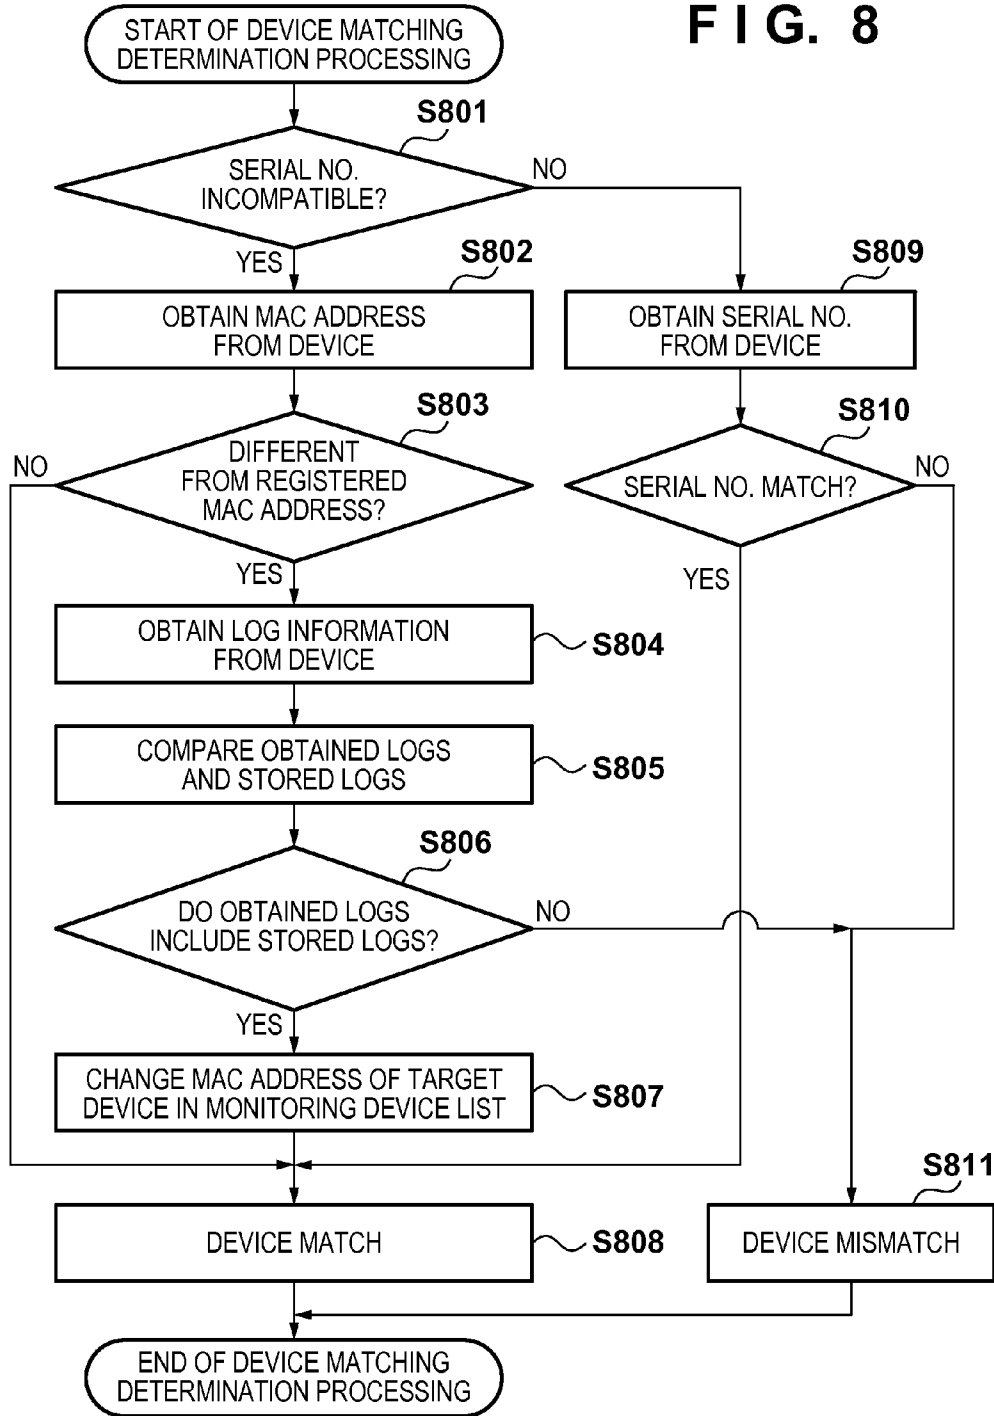 FIG. 8
START OF DEVICE MATCHING
DETERMINATION PROCESSING
S801
SERIAL NO.
INCOMPATIBLE?
NO
YES
S802
OBTAIN MAC ADDRESS
FROM DEVICE
S809
OBTAIN SERIAL NO.
FROM DEVICE
S803
DIFFERENT
FROM REGISTERED
MAC ADDRESS?
NO
YES
S810
SERIAL NO. MATCH?
NO
YES
OBTAIN LOG INFORMATION
FROM DEVICE
S804
COMPARE OBTAINED LOGS
AND STORED LOGS
S805
S806
DO OBTAINED LOGS
INCLUDE STORED LOGS?
NO
YES
CHANGE MAC ADDRESS OF TARGET
DEVICE IN MONITORING DEVICE LIST
S807
DEVICE MATCH
S808
S811
DEVICE MISMATCH
END OF DEVICE MATCHING
DETERMINATION PROCESSING